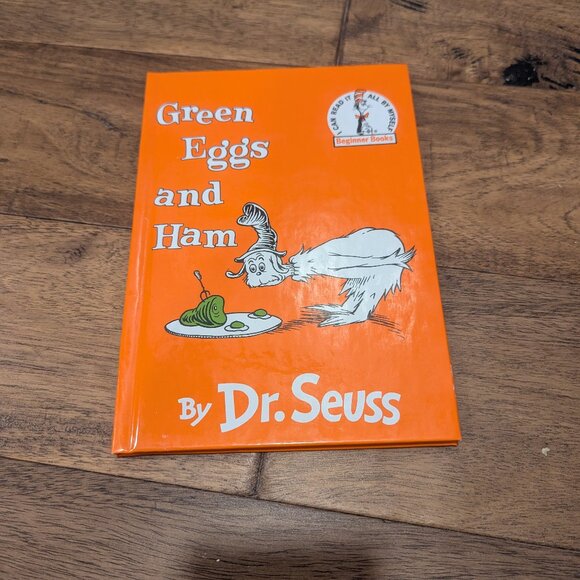 Green
Eggs
and
Ham
I CAN READ IT ALL BY MYSELF
Beginner Books
By Dr. Seuss